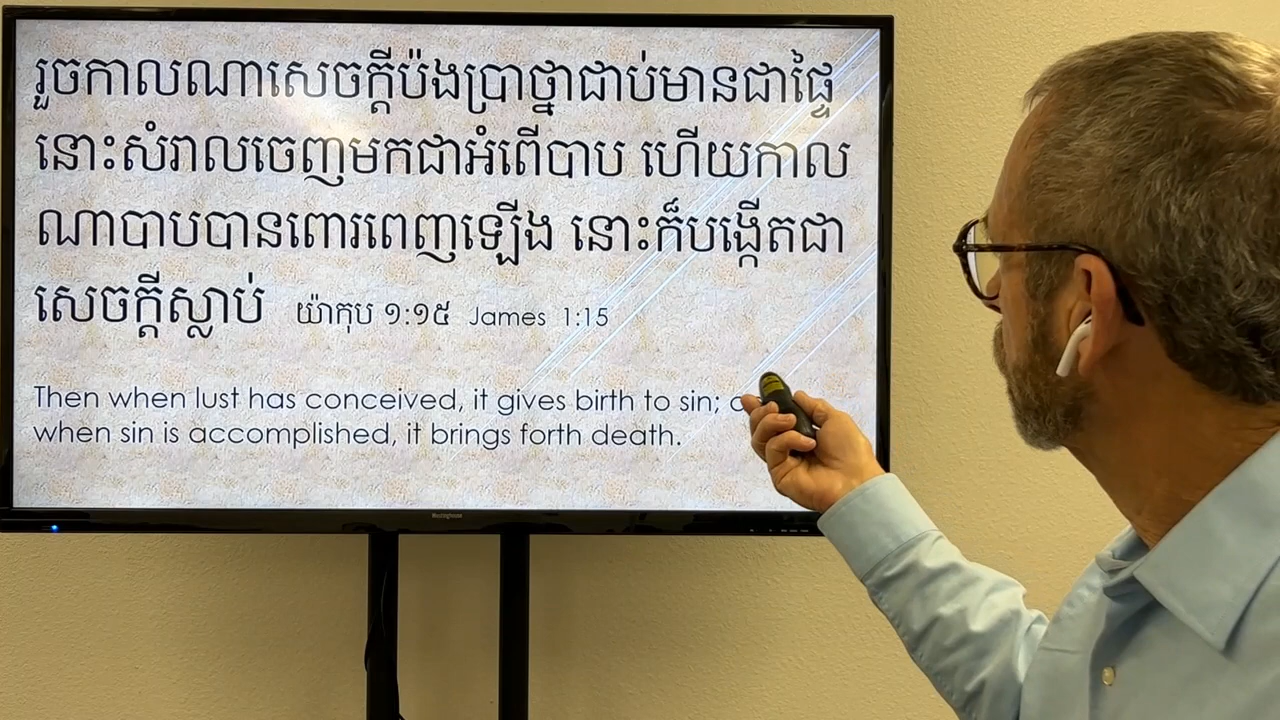 រួចកាលណាសេចក្ដីប៉ងប្រាថ្នាជាប់មានជាផ្ទៃ
នោះសំរាលចេញមកជាអំពើបាប ហើយកាល
ណាបាបបានពោរពេញឡើង នោះក៏បង្កើតជា
សេចក្ដីស្លាប់ យ៉ាកុប ១:១៥ James 1:15
Then when lust has conceived, it gives birth to sin;
when sin is accomplished, it brings forth death.
Westinghouse